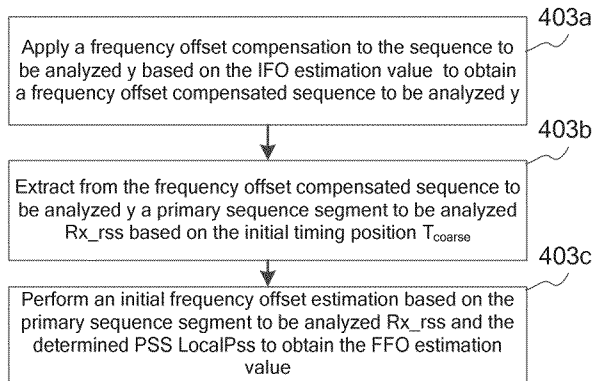 403a
Apply a frequency offset compensation to the sequence to
be analyzed y based on the IFO estimation value to obtain
a frequency offset compensated sequence to be analyzed y
403b
Extract from the frequency offset compensated sequence to
be analyzed y a primary sequence segment to be analyzed
Rx_rss based on the initial timing position Tcoarse
403c
Perform an initial frequency offset estimation based on the
primary sequence segment to be analyzed Rx_rss and the
determined PSS LocalPss to obtain the FFO estimation
value